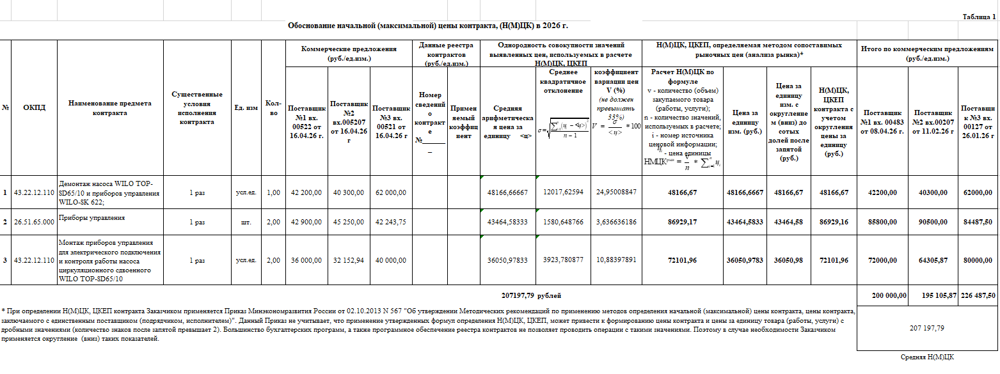 Таблица 1
Обоснование начальной (максимальной) цены контракта, (Н(М)ЦК) в 2026 г.
№
ОКПД
Наименование предмета
контракта
Существенные
условия
исполнения
контракта
Ед. изм
Кол-
во
Коммерческие предложения
(руб./ед.изм.)
Поставщик
№1 вх.
00522 от
16.04.26 г.
Поставщик
№2
вх.005207
от 16.04.26
г
Поставщик
№3 вх.
00521 от
16.04.26 г
Данные реестра
контрактов
(руб./ед.изм.)
Номер
сведений
о
контракт
е
№______
_
Примен
яемый
коэффиц
иент
Однородность совокупности значений
выявленных цен, используемых в расчете
Н(М)ЦК, ЦКЕП
Средняя
арифметическа
я цена за
единицу <ц>
Среднее
квадратичное
отклонение
коэффициент
вариации цен
V (%)
(не должен
превышать
33%)
V = σ / <ц> * 100
Н(М)ЦК, ЦКЕП, определяемая методом сопоставимых
рыночных цен (анализа рынка)*
Расчет Н(М)ЦК по
формуле
v - количество (объем)
закупаемого товара
(работы, услуги);
n - количество значений,
используемых в расчете;
i - номер источника
ценовой информации;
- цена единицы
Цена за
единицу
изм. (руб.)
Цена за
единицу
изм. с
округление
м (вниз) до
сотых
долей после
запятой
(руб.)
Н(М)ЦК,
ЦКЕП
контракта с
учетом
округления
цены за
единицу
(руб.)
Итого по коммерческим предложениям
(руб./ед.изм.)
Поставщик
№1 вх. 00483
от 08.04.26 г.
Поставщик
№2 вх.00207
от 11.02.26 г
Поставщи
к №3 вх.
00127 от
26.01.26 г
1 43.22.12.110 Демонтаж насоса WILO TOP-
SD65/10 и приборов управления
WILO-SK 622; 1 раз усл.ед. 1,00 42 200,00 40 300,00 62 000,00 48166,66667 12017,62594 24,95008847 48166,67 48166,6667 48166,67 48166,67 42200,00 40300,00 62000,00
2 26.51.65.000 Приборы управления 1 раз шт. 2,00 42 900,00 45 250,00 42 243,75 43464,58333 1580,648766 3,636636186 86929,17 43464,5833 43464,58 86929,16 85800,00 90500,00 84487,50
3 43.22.12.110 Монтаж приборов управления
для электрического подключения
и контроля работы насоса
циркуляционного сдвоенного
WILO TOP-SD65/10 1 раз усл.ед. 2,00 36 000,00 32 152,94 40 000,00 36050,97833 3923,780877 10,88397891 72101,96 36050,9783 36050,98 72101,96 72000,00 64305,87 80000,00
207197,79 рублей 200 000,00 195 105,87 226 487,50
* При определении Н(М)ЦК, ЦКЕП контракта Заказчиком применяется Приказ Минэкономразвития России от 02.10.2013 N 567 "Об утверждении Методических рекомендаций по применению методов определения начальной (максимальной) цены контракта, цены контракта,
заключаемого с единственным поставщиком (подрядчиком, исполнителем)". Данный Приказ не учитывает, что применение утвержденных формул определения Н(М)ЦК, ЦКЕП, может привести к формированию цены контракта и цены за единицу товара (работы, услуги) с
дробными значениями (количество знаков после запятой превышает 2). Большинство бухгалтерских программ, а также программное обеспечение реестра контрактов не позволяет проводить операции с такими значениями. Поэтому в случае необходимости Заказчиком
применяется округление (вниз) таких показателей.
207 197,79
Средняя Н(М)ЦК